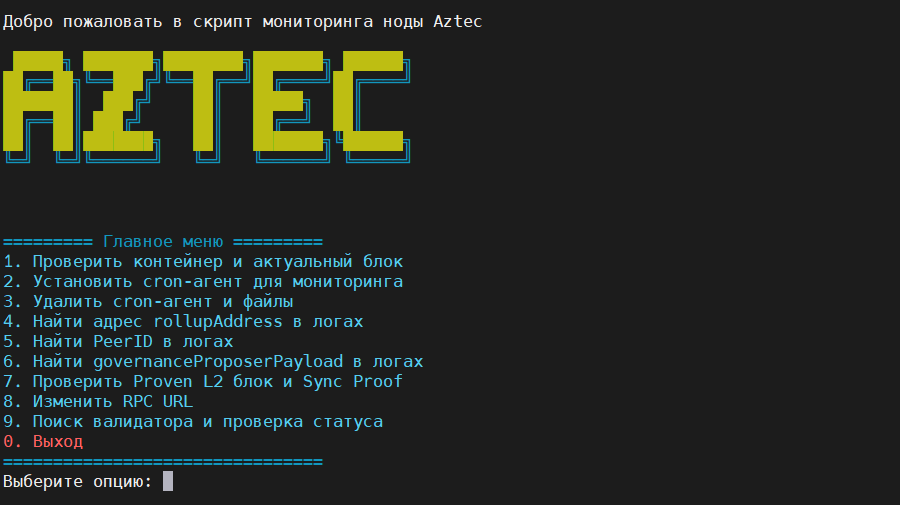 Добро пожаловать в скрипт мониторинга ноды Aztec
AZTEC
========= Главное меню =========
1. Проверить контейнер и актуальный блок
2. Установить cron-агент для мониторинга
3. Удалить cron-агент и файлы
4. Найти адрес rollupAddress в логах
5. Найти PeerID в логах
6. Найти governanceProposerPayload в логах
7. Проверить Proven L2 блок и Sync Proof
8. Изменить RPC URL
9. Поиск валидатора и проверка статуса
0. Выход
================================
Выберите опцию: